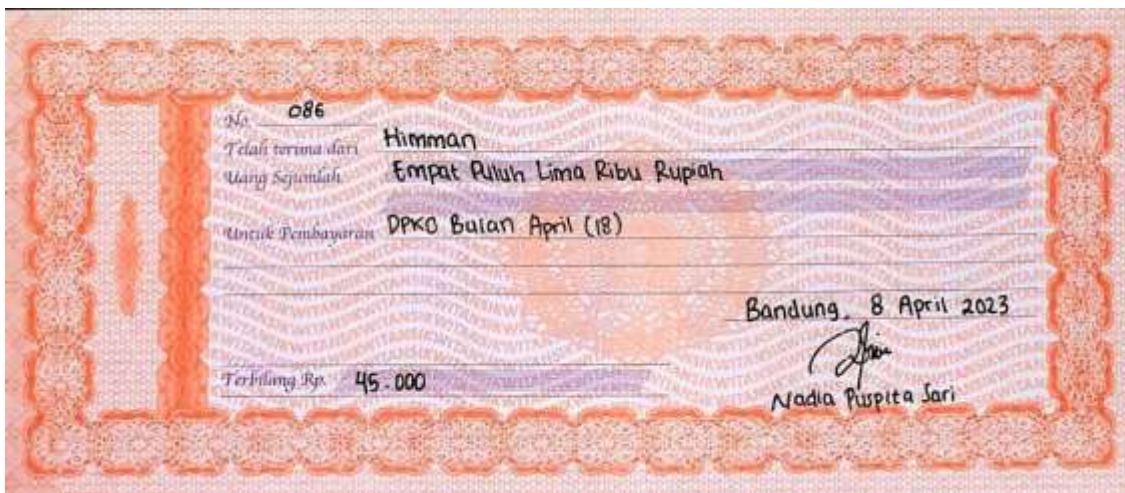 No. 086
Telah terima dari Himman
Uang Sejumlah Empat Puluh Lima Ribu Rupiah
Untuk Pembayaran DPKO Bulan April (18)
Bandung, 8 April 2023
Terbilang Rp. 45.000
Nadia Puspita Sari